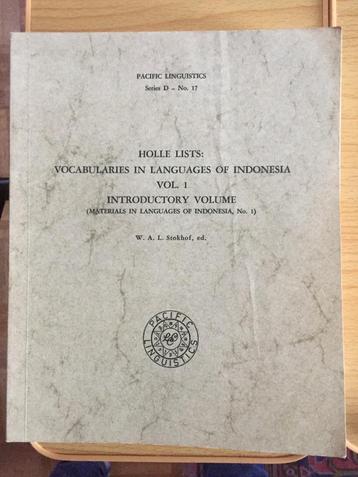 PACIFIC LINGUISTICS
Series D - No. 17
HOLLE LISTS:
VOCABULARIES IN LANGUAGES OF INDONESIA
VOL. 1
INTRODUCTORY VOLUME
(MATERIALS IN LANGUAGES OF INDONESIA, No. 1)
W. A. L. Stokhof, ed.
PACIFIC
LINGUISTICS